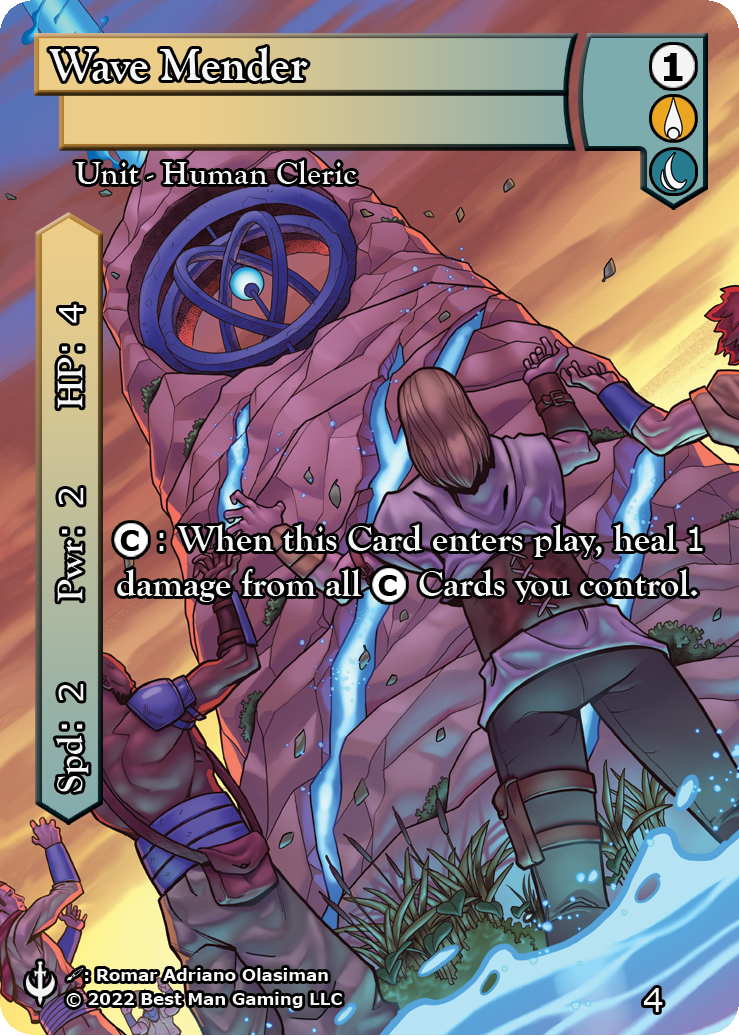 Wave Mender
1
Unit - Human Cleric
HP: 4
Pwr: 2
Spd: 2
C: When this Card enters play, heal 1
damage from all C Cards you control.
: Romar Adriano Olasiman
© 2022 Best Man Gaming LLC
4